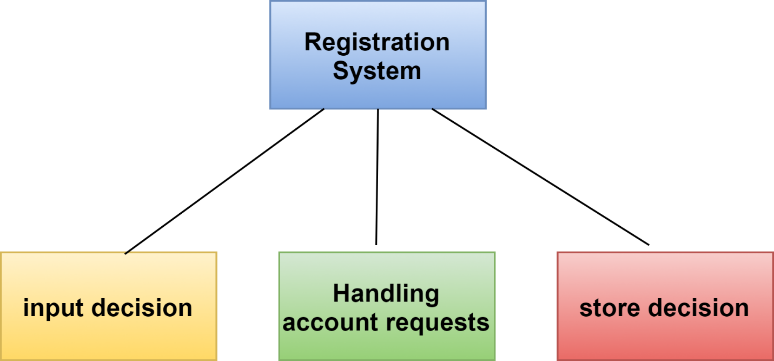 Registration
System
input decision
Handling
account requests
store decision